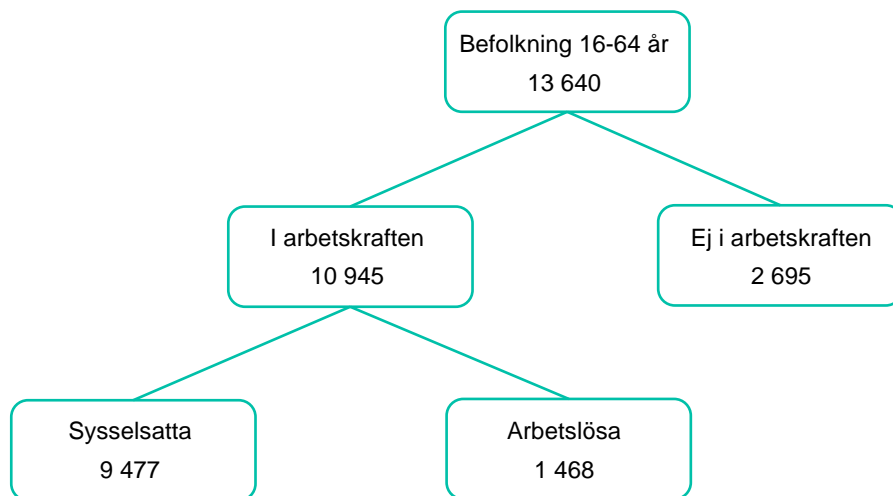 Befolkning 16-64 år
13 640
I arbetskraften
10 945
Ej i arbetskraften
2 695
Sysselsatta
9 477
Arbetslösa
1 468